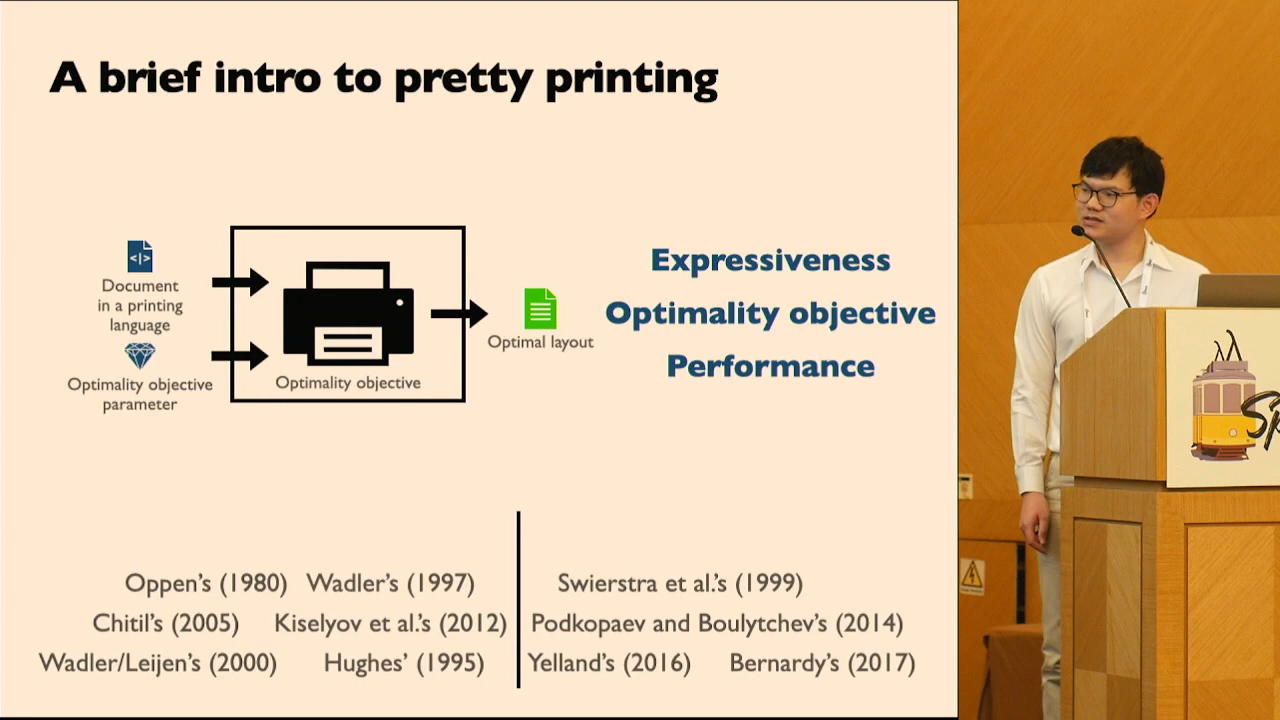 A brief intro to pretty printing
</>
Document
in a printing
language
Optimality objective
parameter
Optimality objective
Optimal layout
Expressiveness
Optimality objective
Performance
Oppen's (1980) Wadler's (1997)
Chitil's (2005) Kiselyov et al.'s (2012)
Wadler/Leijen's (2000) Hughes' (1995)
Swierstra et al.'s (1999)
Podkopaev and Boulytchev's (2014)
Yelland's (2016) Bernardy's (2017)